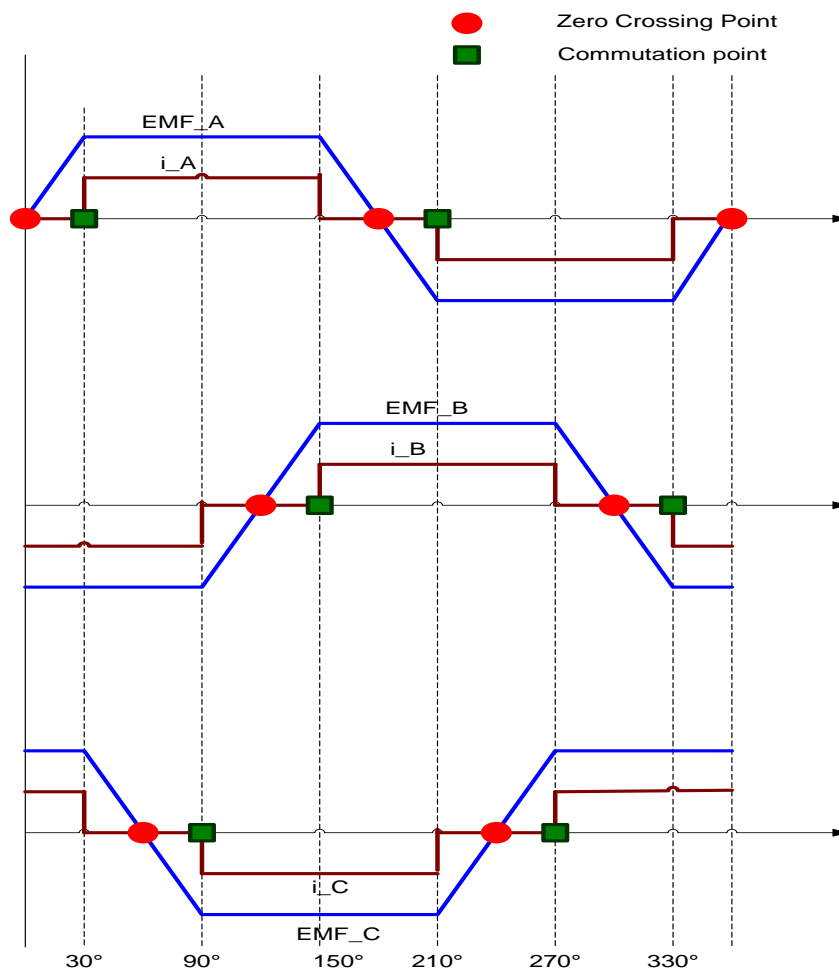 Zero Crossing Point
Commutation point
EMF_A
i_A
EMF_B
i_B
i_C
EMF_C
30° 90° 150° 210° 270° 330°